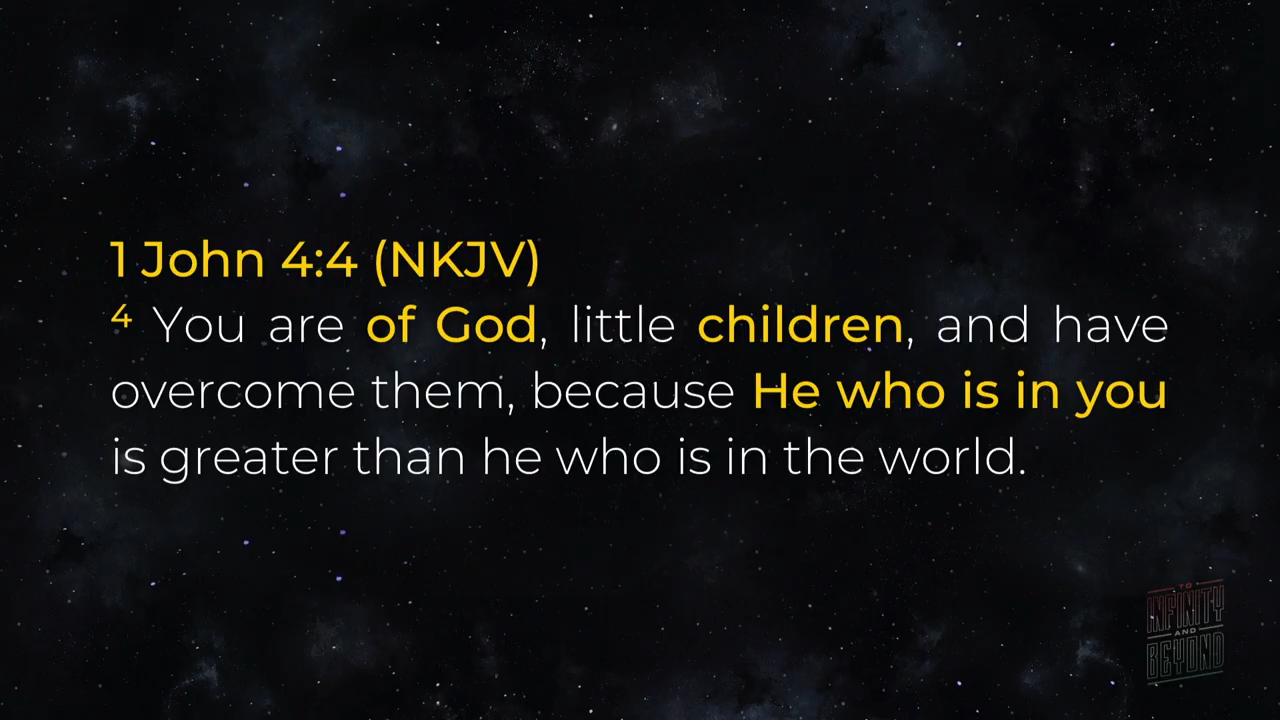 1 John 4:4 (NKJV)
4 You are of God, little children, and have
overcome them, because He who is in you
is greater than he who is in the world.
TO
INFINITY
AND
BEYOND